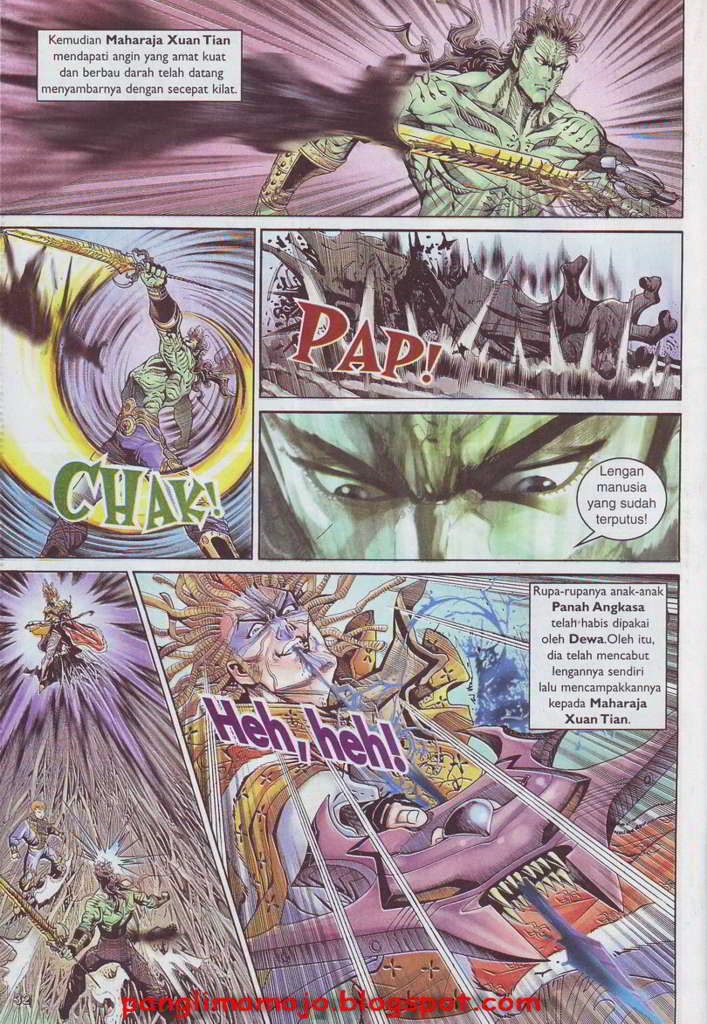 Kemudian Maharaja Xuan Tian
mendapati angin yang amat kuat
dan berbau darah telah datang
menyambarnya dengan secepat kilat.
PAP!
CHAK!
Lengan
manusia
yang sudah
terputus!
Rupa-rupanya anak-anak
Panah Angkasa
telah habis dipakai
oleh Dewa.Oleh itu,
dia telah mencabut
lengannya sendiri
lalu mencampakkannya
kepada Maharaja
Xuan Tian.
Heh, heh!
32
panglimamojo.blogspot.com